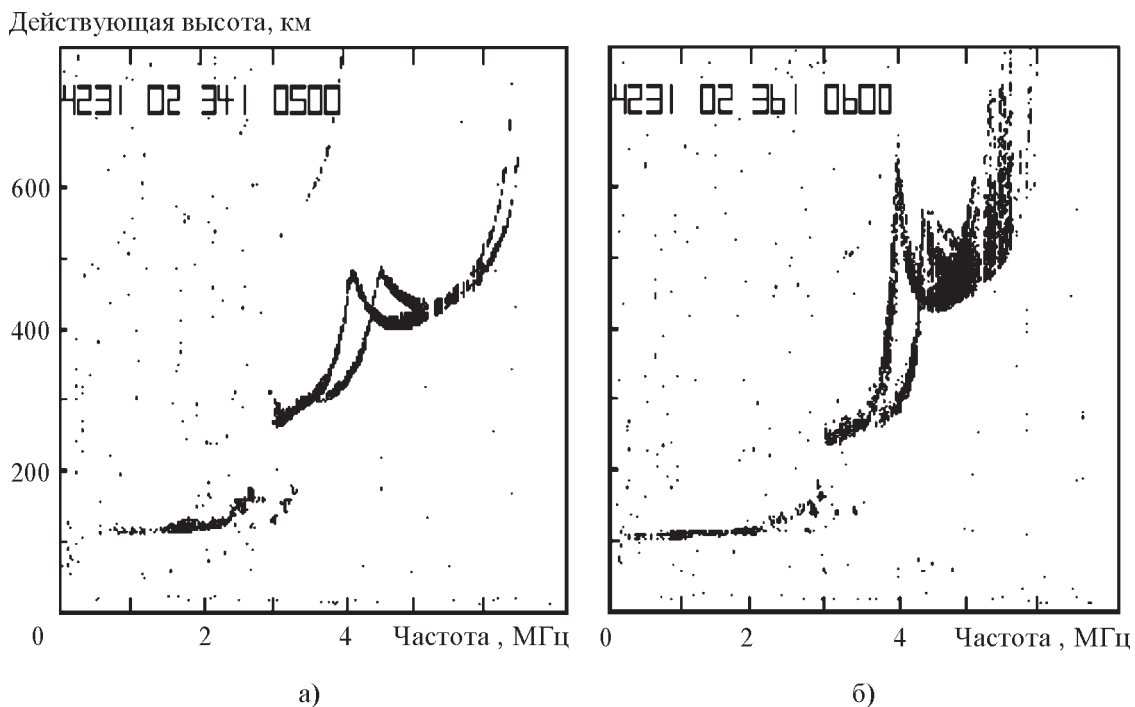 Действующая высота, км
4231 02 341 0500
4231 02 361 0600
600
400
200
0 2 4 Частота , МГц
0 2 4 Частота , МГц
а)
б)